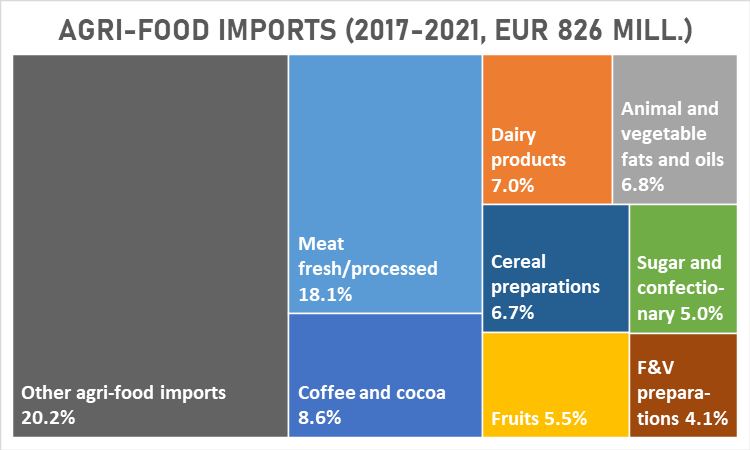 AGRI-FOOD IMPORTS (2017-2021, EUR 826 MILL.)
Other agri-food imports
20.2%
Meat
fresh/processed
18.1%
Coffee and cocoa
8.6%
Dairy
products
7.0%
Animal and
vegetable
fats and oils
6.8%
Cereal
preparations
6.7%
Sugar and
confectio-
nary 5.0%
Fruits 5.5%
F&V
prepara-
tions 4.1%